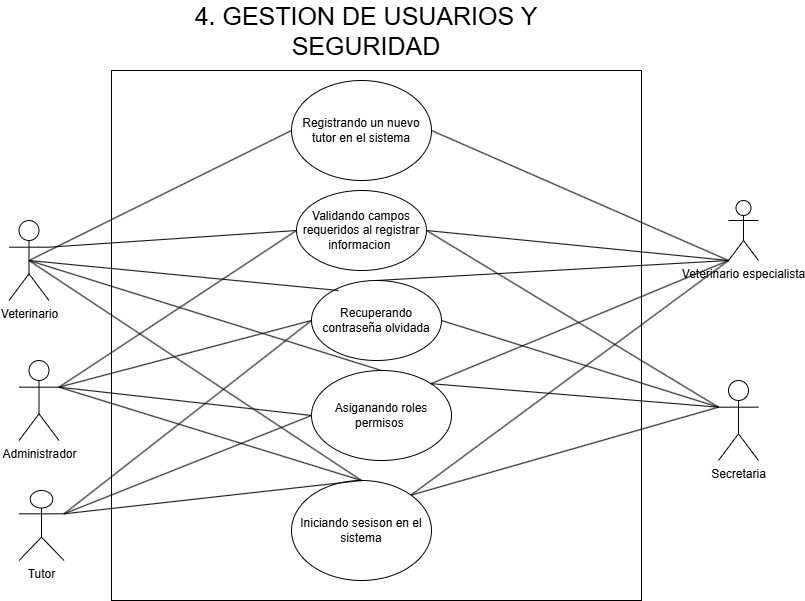 4. GESTION DE USUARIOS Y
SEGURIDAD
Registrando un nuevo
tutor en el sistema
Validando campos
requeridos al registrar
informacion
Recuperando
contraseña olvidada
Asiganando roles
permisos
Iniciando sesison en el
sistema
Veterinario
Administrador
Tutor
Veterinario especialista
Secretaria